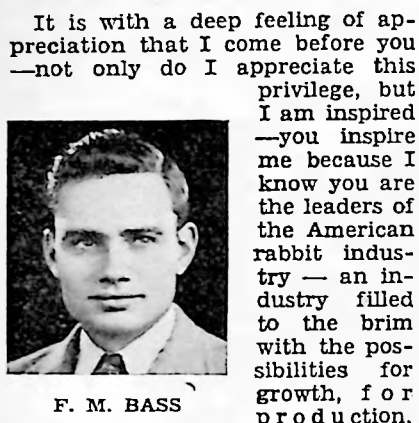 It is with a deep feeling of ap-
preciation that I come before you
—not only do I appreciate this
privilege, but
I am inspired
—you inspire
me because I
know you are
the leaders of
the American
rabbit indus-
try — an in-
dustry filled
to the brim
with the pos-
sibilities for
growth, for
production,
F. M. BASS